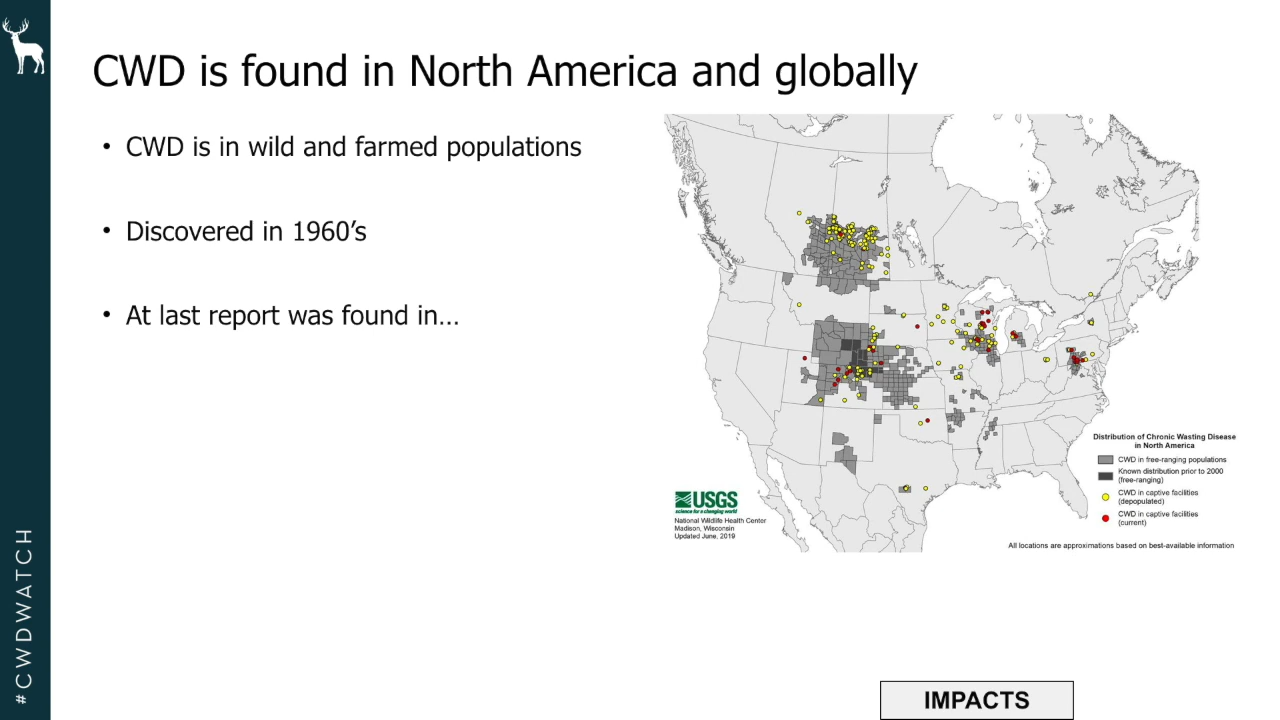 CWD is found in North America and globally
• CWD is in wild and farmed populations
• Discovered in 1960’s
• At last report was found in…
Distribution of Chronic Wasting Disease
in North America
CWD in free-ranging populations
Known distribution prior to 2000
(free-ranging)
CWD in captive facilities
(depopulated)
CWD in captive facilities
(current)
USGS
science for a changing world
National Wildlife Health Center
Madison, Wisconsin
Updated June, 2019
All locations are approximations based on best-available information
IMPACTS
#CWDWATCH